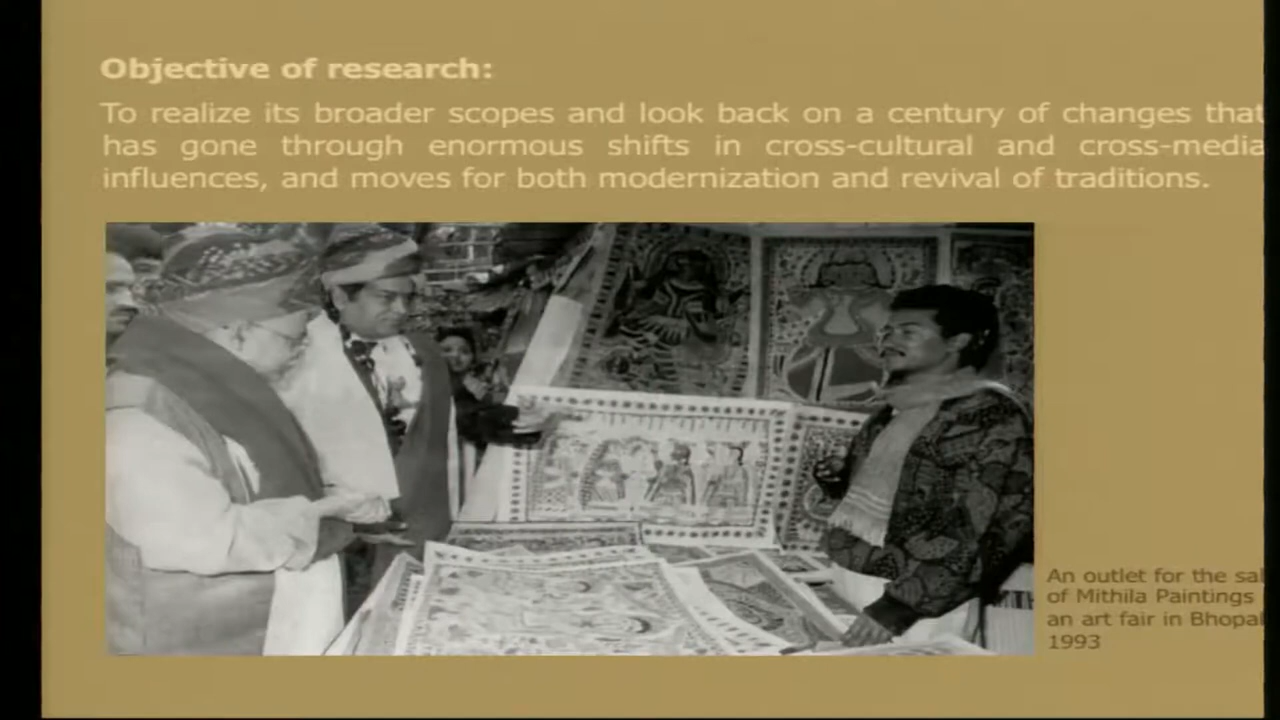 Objective of research:
To realize its broader scopes and look back on a century of changes that
has gone through enormous shifts in cross-cultural and cross-media
influences, and moves for both modernization and revival of traditions.
An outlet for the sal
of Mithila Paintings
an art fair in Bhopal
1993